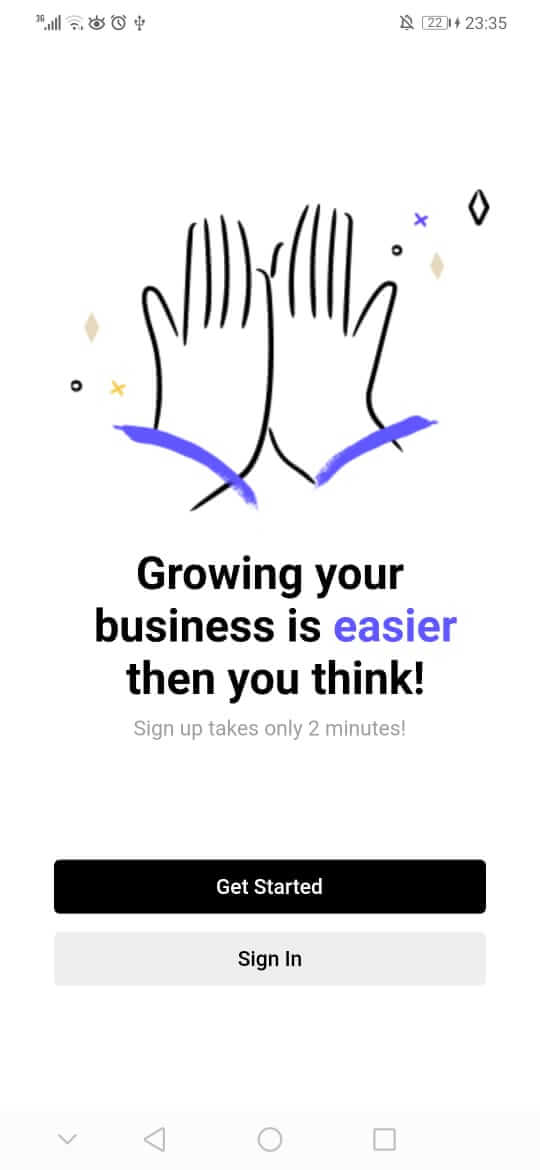 3G
22
23:35
Growing your
business is easier
then you think!
Sign up takes only 2 minutes!
Get Started
Sign In